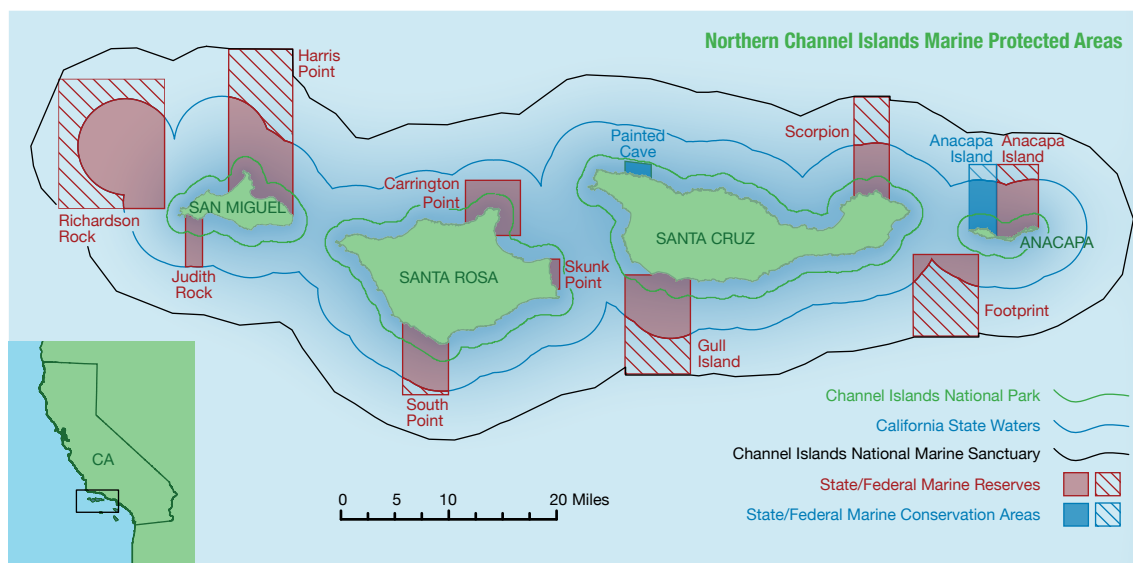 Northern Channel Islands Marine Protected Areas
Harris
Point
Richardson
Rock
SAN MIGUEL
Judith
Rock
Carrington
Point
SANTA ROSA
Skunk
Point
South
Point
Painted
Cave
SANTA CRUZ
Gull
Island
Scorpion
Anacapa
Island
Anacapa
Island
ANACAPA
Footprint
Channel Islands National Park
California State Waters
Channel Islands National Marine Sanctuary
State/Federal Marine Reserves
State/Federal Marine Conservation Areas
0 5 10 20 Miles
CA